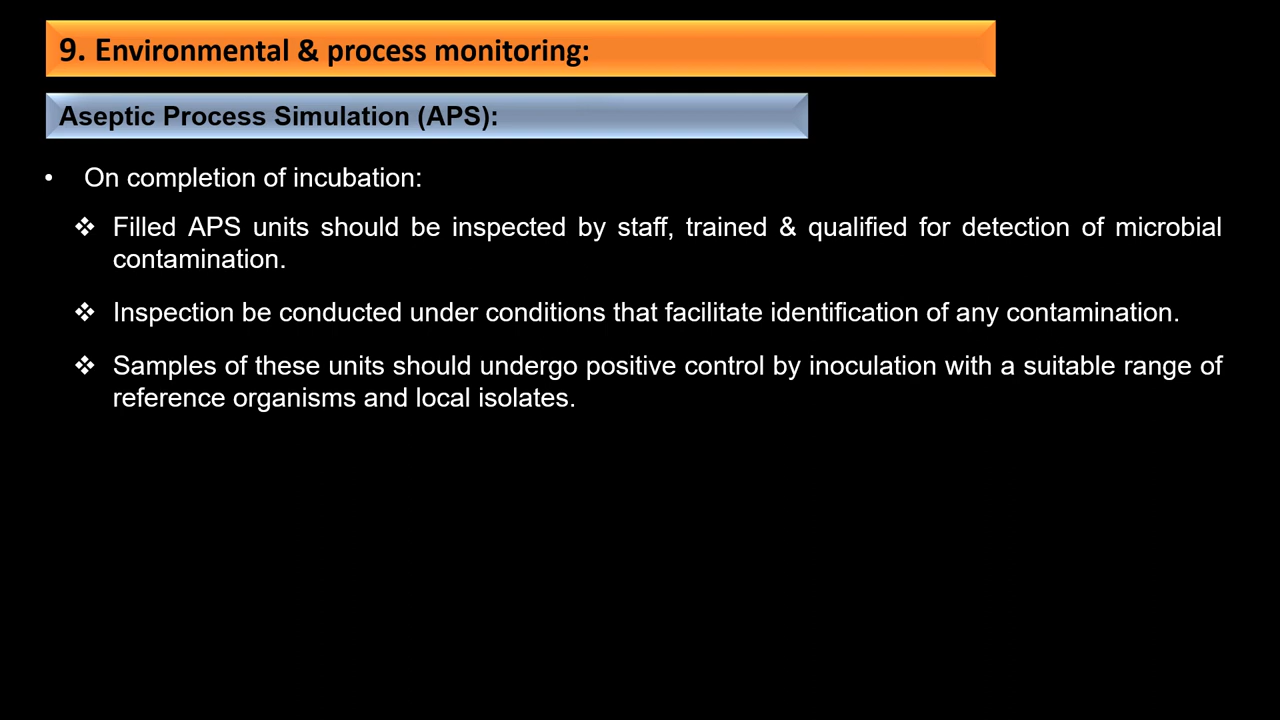 9. Environmental & process monitoring:
Aseptic Process Simulation (APS):
• On completion of incubation:
❖ Filled APS units should be inspected by staff, trained & qualified for detection of microbial
contamination.
❖ Inspection be conducted under conditions that facilitate identification of any contamination.
❖ Samples of these units should undergo positive control by inoculation with a suitable range of
reference organisms and local isolates.